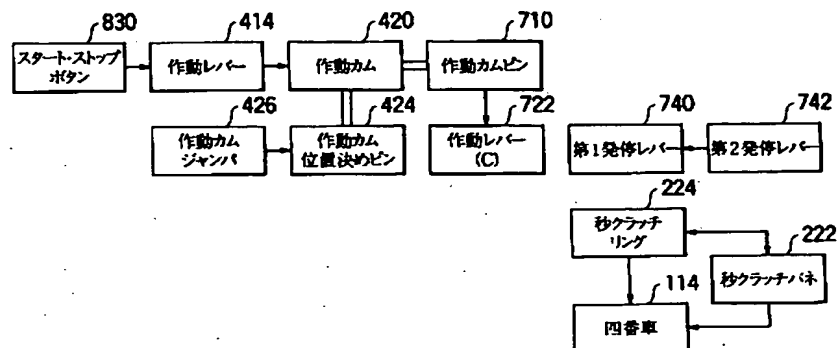 830
414
420
710
スタート・ストップ
ボタン
作動レバー
作動カム
作動カムピン
426
424
722
740
742
作動カム
ジャンパ
作動カム
位置決めピン
作動レバー
(C)
第1発停レバー
第2発停レバー
224
秒クラッチ
リング
222
秒クラッチバネ
114
四番車